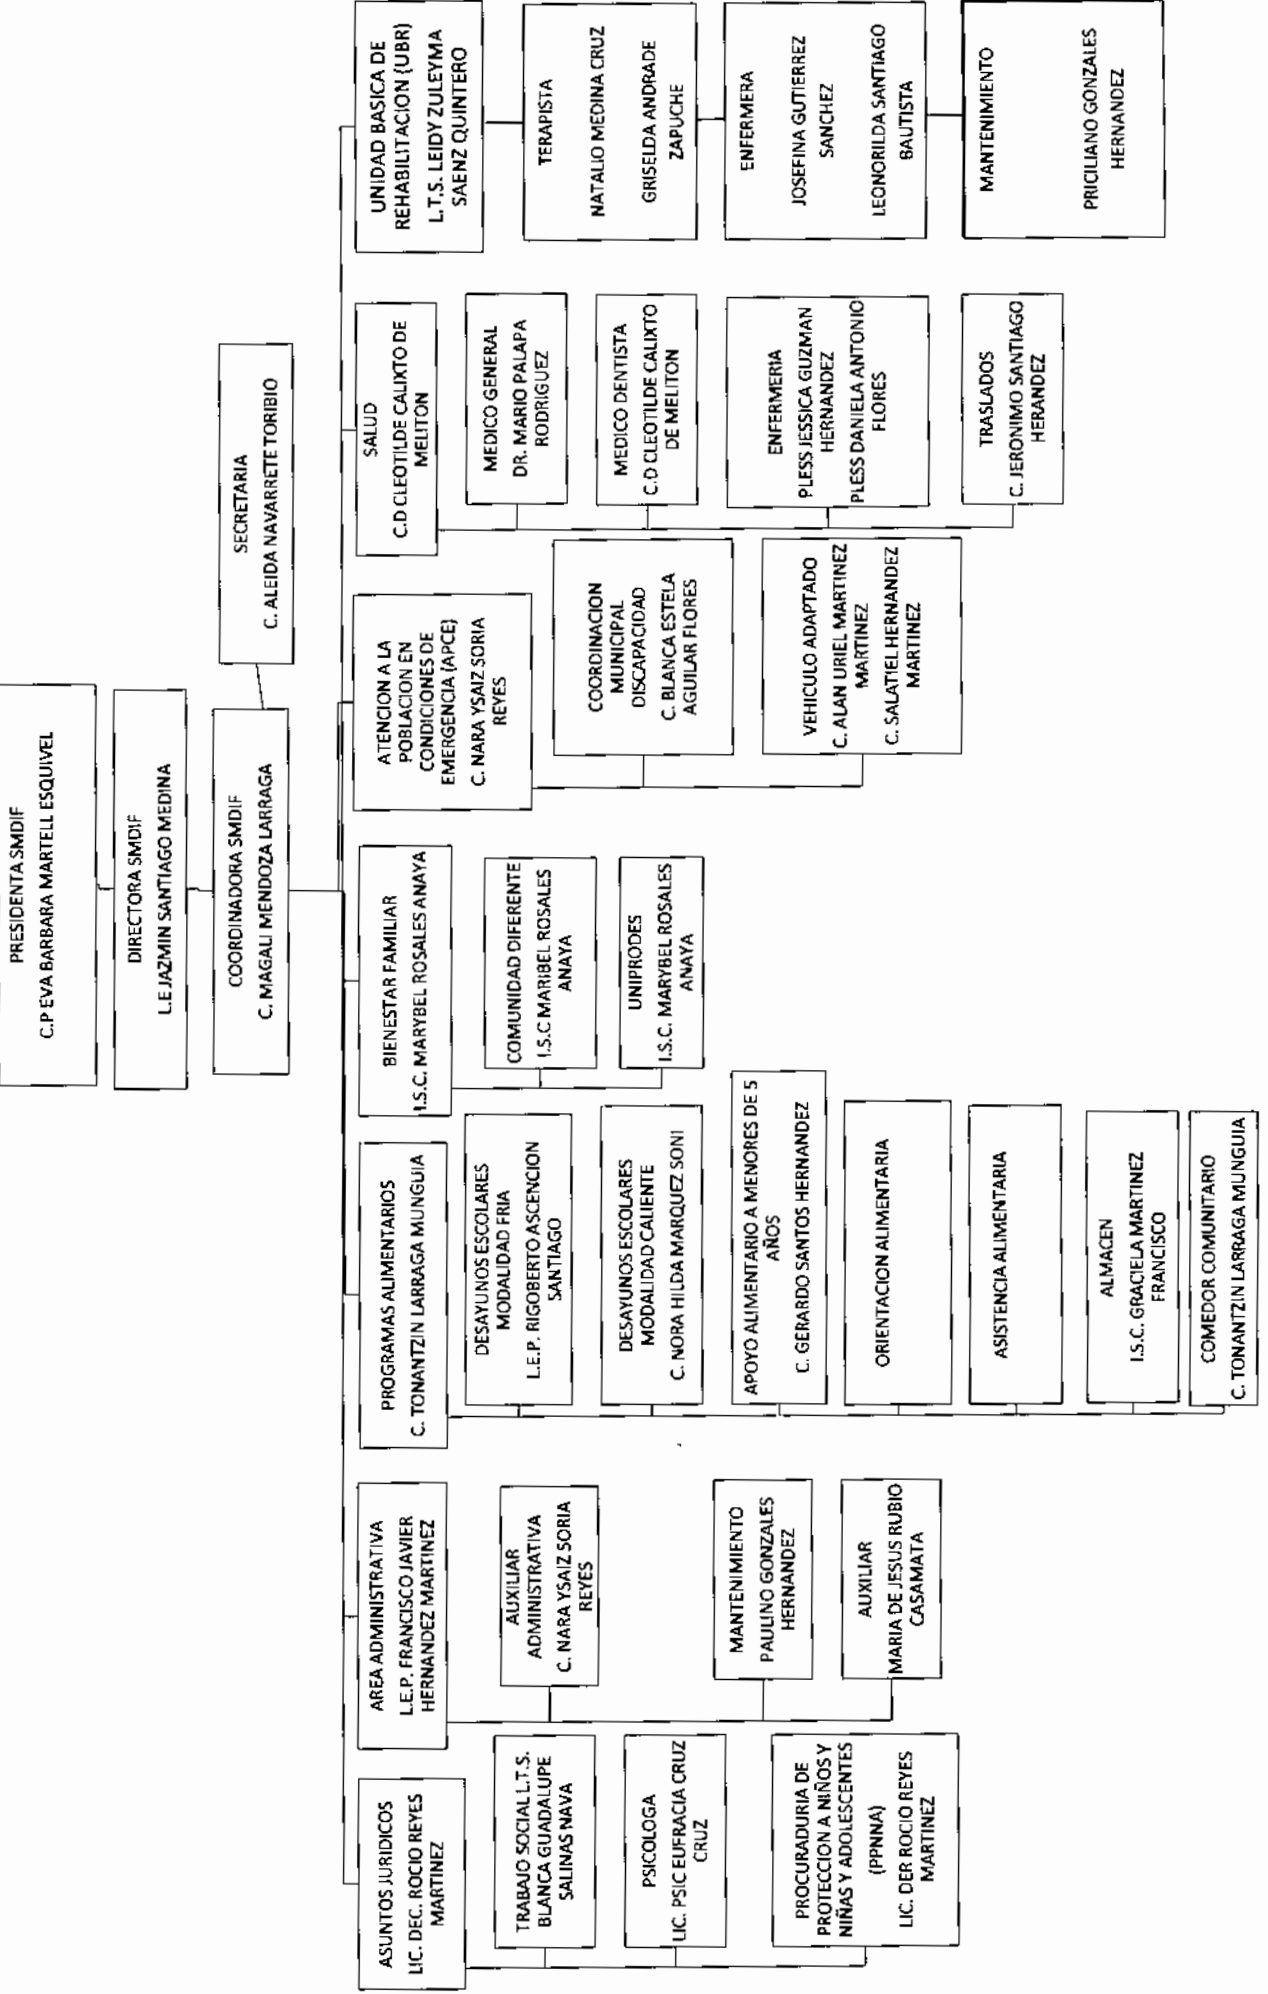 PRESIDENTA SMDIF
C.P EVA BARBARA MARTELL ESQUIVEL
DIRECTORA SMDIF
L.E JAZMIN SANTIAGO MEDINA
COORDINADORA SMDIF
C. MAGALI MENDOZA LARRAGA
SECRETARIA
C. ALEIDA NAVARRETE TORIBIO
ASUNTOS JURIDICOS
LIC. DEC. ROCIO REYES
MARTINEZ
TRABAJO SOCIAL L.T.S.
BLANCA GUADALUPE
SALINAS NAVA
PSICOLOGA
LIC. PSIC EUFRACIA CRUZ
CRUZ
PROCURADURIA DE
PROTECCION A NIÑOS Y
NIÑAS Y ADOLESCENTES
(PPNNA)
LIC. DER ROCIO REYES
MARTINEZ
AREA ADMINISTRATIVA
L.E.P. FRANCISCO JAVIER
HERNANDEZ MARTINEZ
AUXILIAR
ADMINISTRATIVA
C. NARA YSAIZ SORIA
REYES
MANTENIMIENTO
PAULINO GONZALES
HERNANDEZ
AUXILIAR
MARIA DE JESUS RUBIO
CASAMATA
PROGRAMAS ALIMENTARIOS
C. TONANTZIN LARRAGA MUNGUIA
DESAYUNOS ESCOLARES
MODALIDAD FRIA
L.E.P. RIGOBERTO ASCENCION
SANTIAGO
DESAYUNOS ESCOLARES
MODALIDAD CALIENTE
C. NORA HILDA MARQUEZ SONI
APOYO ALIMENTARIO A MENORES DE 5
AÑOS
C. GERARDO SANTOS HERNANDEZ
ORIENTACION ALIMENTARIA
ASISTENCIA ALIMENTARIA
ALMACEN
I.S.C. GRACIELA MARTINEZ
FRANCISCO
COMEDOR COMUNITARIO
C. TONANTZIN LARRAGA MUNGUIA
BIENESTAR FAMILIAR
I.S.C. MARYBEL ROSALES ANAYA
COMUNIDAD DIFERENTE
I.S.C MARIBEL ROSALES
ANAYA
UNIPRODES
I.S.C. MARYBEL ROSALES
ANAYA
ATENCION A LA
POBLACION EN
CONDICIONES DE
EMERGENCIA (APCE)
C. NARA YSAIZ SORIA
REYES
COORDINACION
MUNICIPAL
DISCAPACIDAD
C. BLANCA ESTELA
AGUILAR FLORES
VEHICULO ADAPTADO
C. ALAN URIEL MARTINEZ
MARTINEZ
C. SALATIEL HERNANDEZ
MARTINEZ
SALUD
C.D CLEOTILDE CALIXTO DE
MELITON
MEDICO GENERAL
DR. MARIO PALAPA
RODRIGUEZ
MEDICO DENTISTA
C.D CLEOTILDE CALIXTO
DE MELITON
ENFERMERIA
PLESS JESSICA GUZMAN
HERNANDEZ
PLESS DANIELA ANTONIO
FLORES
TRASLADOS
C. JERONIMO SANTIAGO
HERANDEZ
UNIDAD BASICA DE
REHABILITACION (UBR)
L.T.S. LEIDY ZULEYMA
SAENZ QUINTERO
TERAPISTA
NATALIO MEDINA CRUZ
GRISELDA ANDRADE
ZAPUCHE
ENFERMERA
JOSEFINA GUTIERREZ
SANCHEZ
LEONORILDA SANTIAGO
BAUTISTA
MANTENIMIENTO
PRICILIANO GONZALES
HERNANDEZ